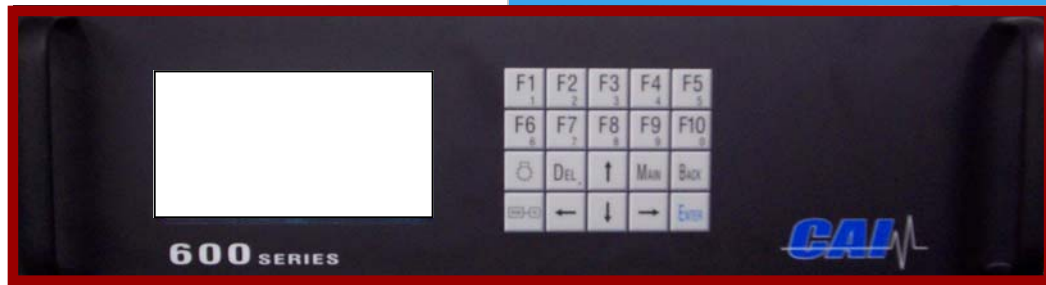 F1 F2 F3 F4 F5
1 2 3 4 5
F6 F7 F8 F9 F10
6 7 8 9 0
DEL . ↑ MAIN BACK
← ↓ → ENTER
600 SERIES
CAI